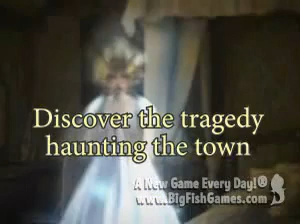 Discover the tragedy
haunting the town
A New Game Every Day!®
www.BigFishGames.com